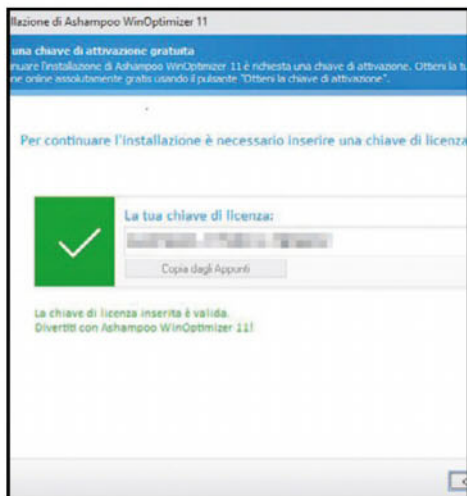 llazione di Ashampoo WinOptimizer 11
una chiave di attivazione gratuita
nuare l'installazione di Ashampoo WinOptimizer 11 è richiesta una chiave di attivazione. Ottieni la tu
ne online assolutamente gratis usando il pulsante "Ottieni la chiave di attivazione".
Per continuare l'installazione è necessario inserire una chiave di licenza
La tua chiave di licenza:
Copia dagli Appunti
La chiave di licenza inserita è valida.
Divertiti con Ashampoo WinOptimizer 11!
<